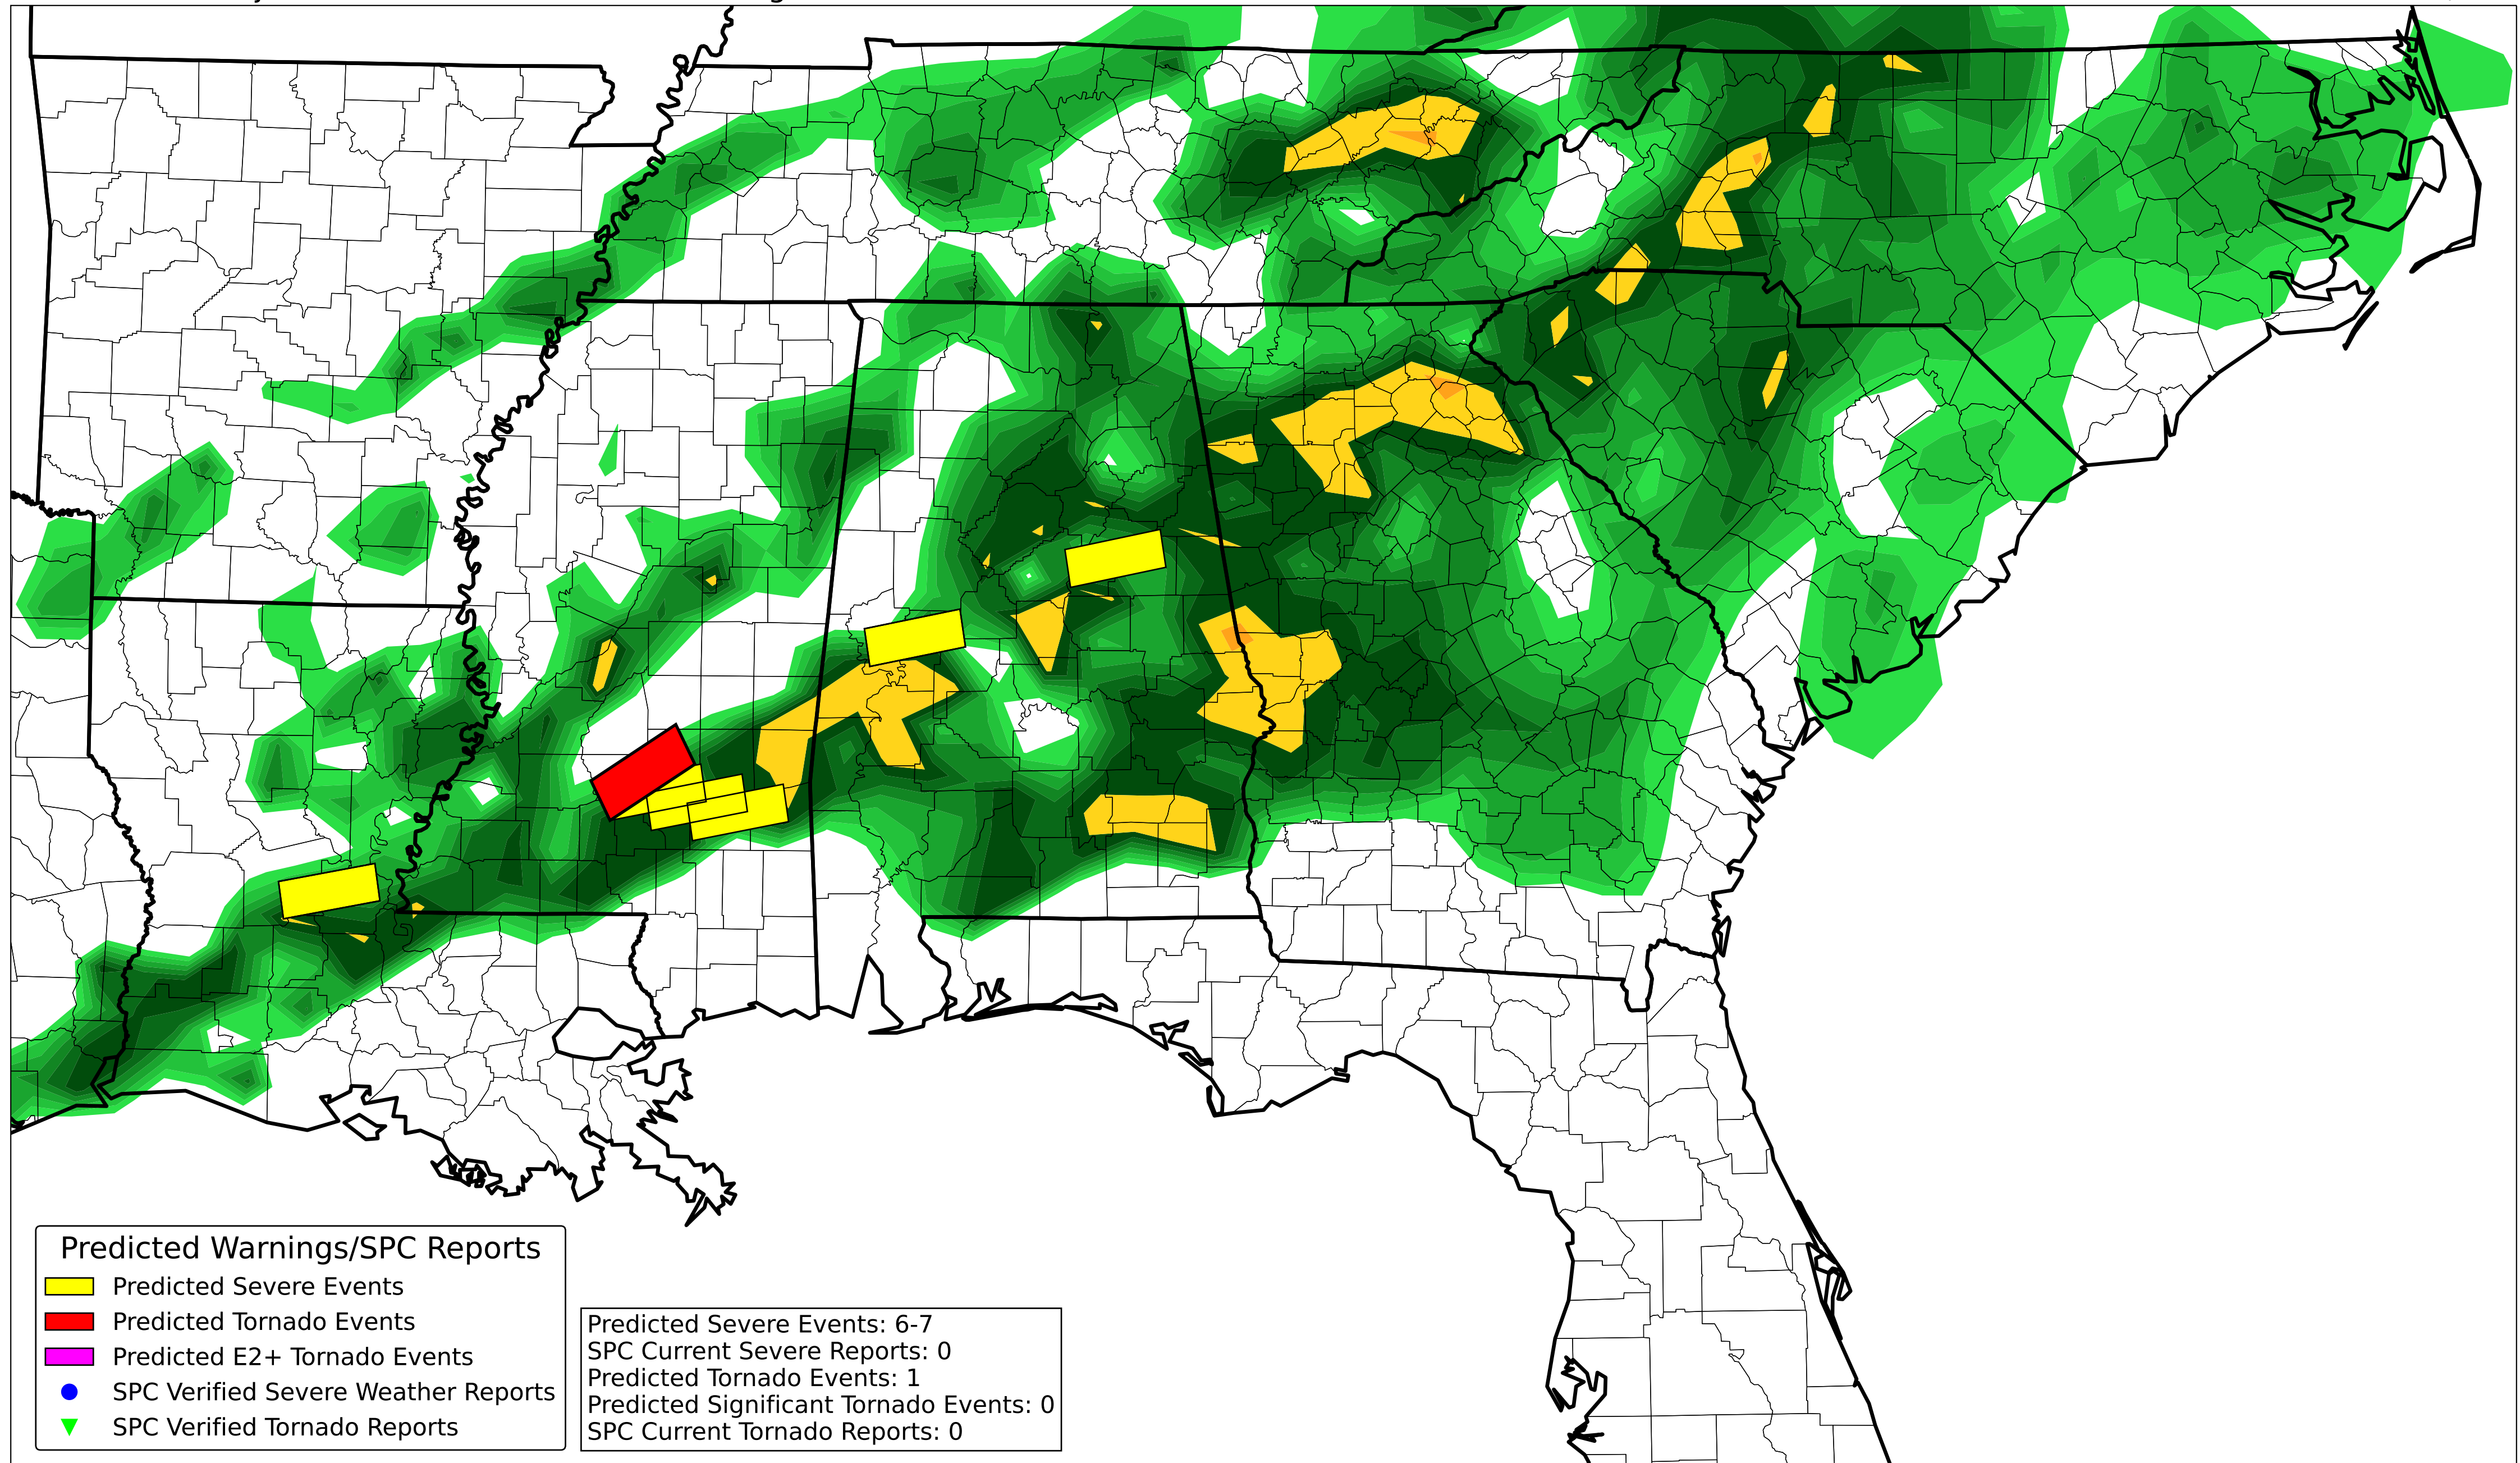 Predicted Warnings/SPC Reports
Predicted Severe Events
Predicted Tornado Events
Predicted E2+ Tornado Events
SPC Verified Severe Weather Reports
SPC Verified Tornado Reports
Predicted Severe Events: 6-7
SPC Current Severe Reports: 0
Predicted Tornado Events: 1
Predicted Significant Tornado Events: 0
SPC Current Tornado Reports: 0